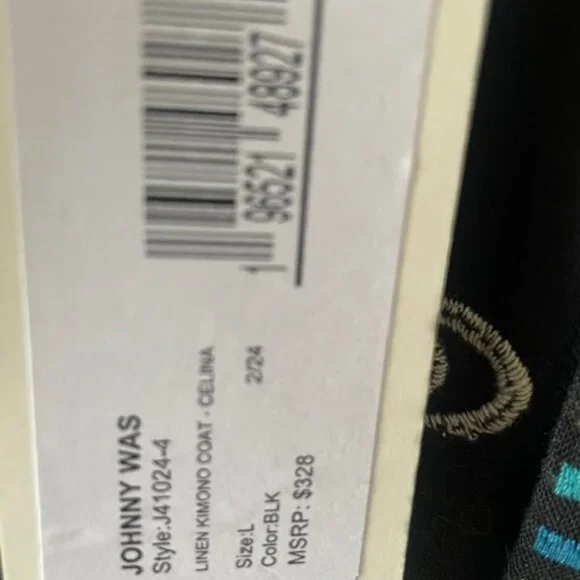 JOHNNY WAS
Style:J41024-4
LINEN KIMONO COAT - CELINA
Size:L 2/24
Color:BLK
MSRP: $328
1 96521 48927